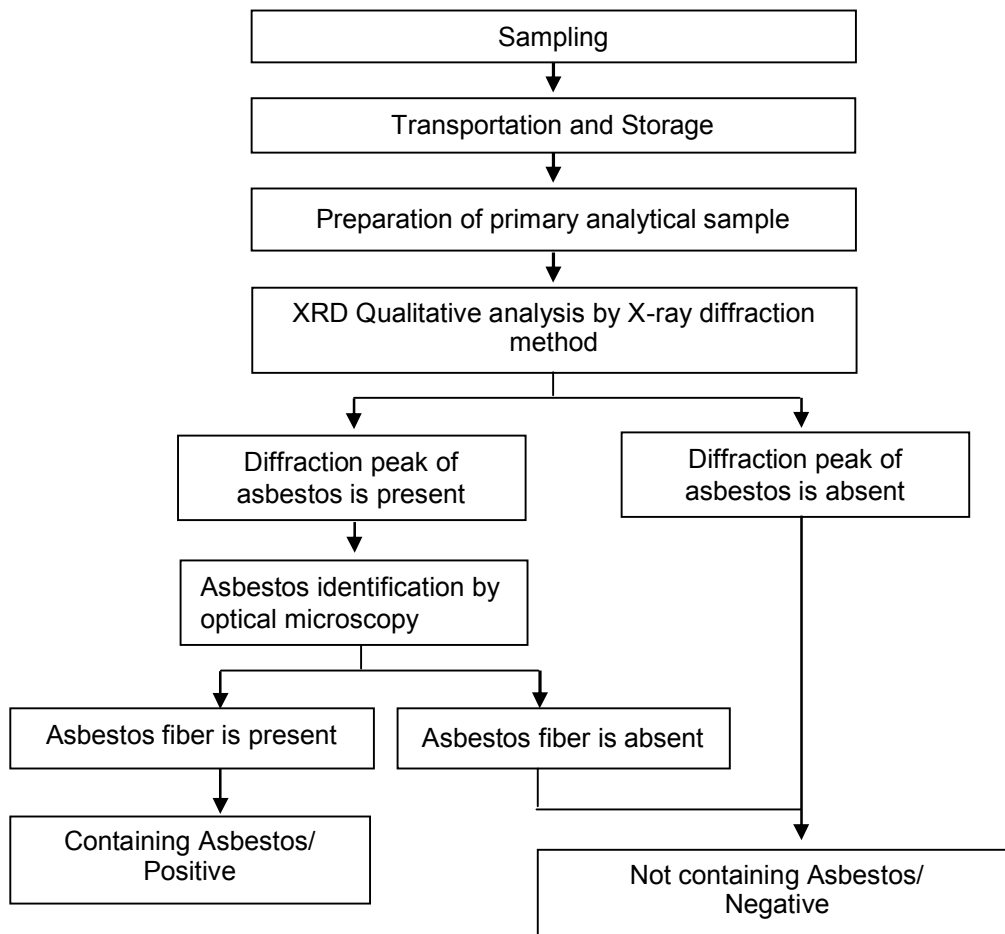 Sampling
Transportation and Storage
Preparation of primary analytical sample
XRD Qualitative analysis by X-ray diffraction
method
Diffraction peak of
asbestos is present
Diffraction peak of
asbestos is absent
Asbestos identification by
optical microscopy
Asbestos fiber is present
Asbestos fiber is absent
Containing Asbestos/
Positive
Not containing Asbestos/
Negative